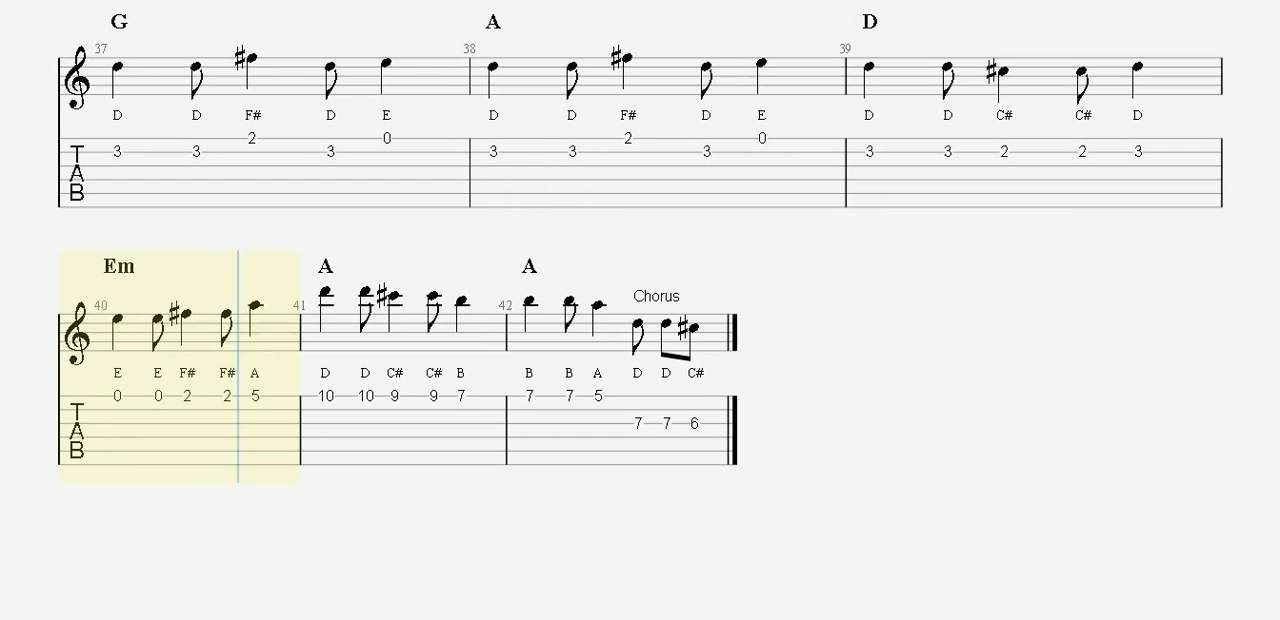 G A D
37 38 39
D D F# D E D D F# D E D D C# C# D
2 0 2 0
T 3 3 3 3 3 3 3 3 2 2 3
A
B
Em A A
40 41 42 Chorus
E E F# F# A D D C# C# B B B A D D C#
0 0 2 2 5 10 10 9 9 7 7 7 5
T
A 7 7 6
B